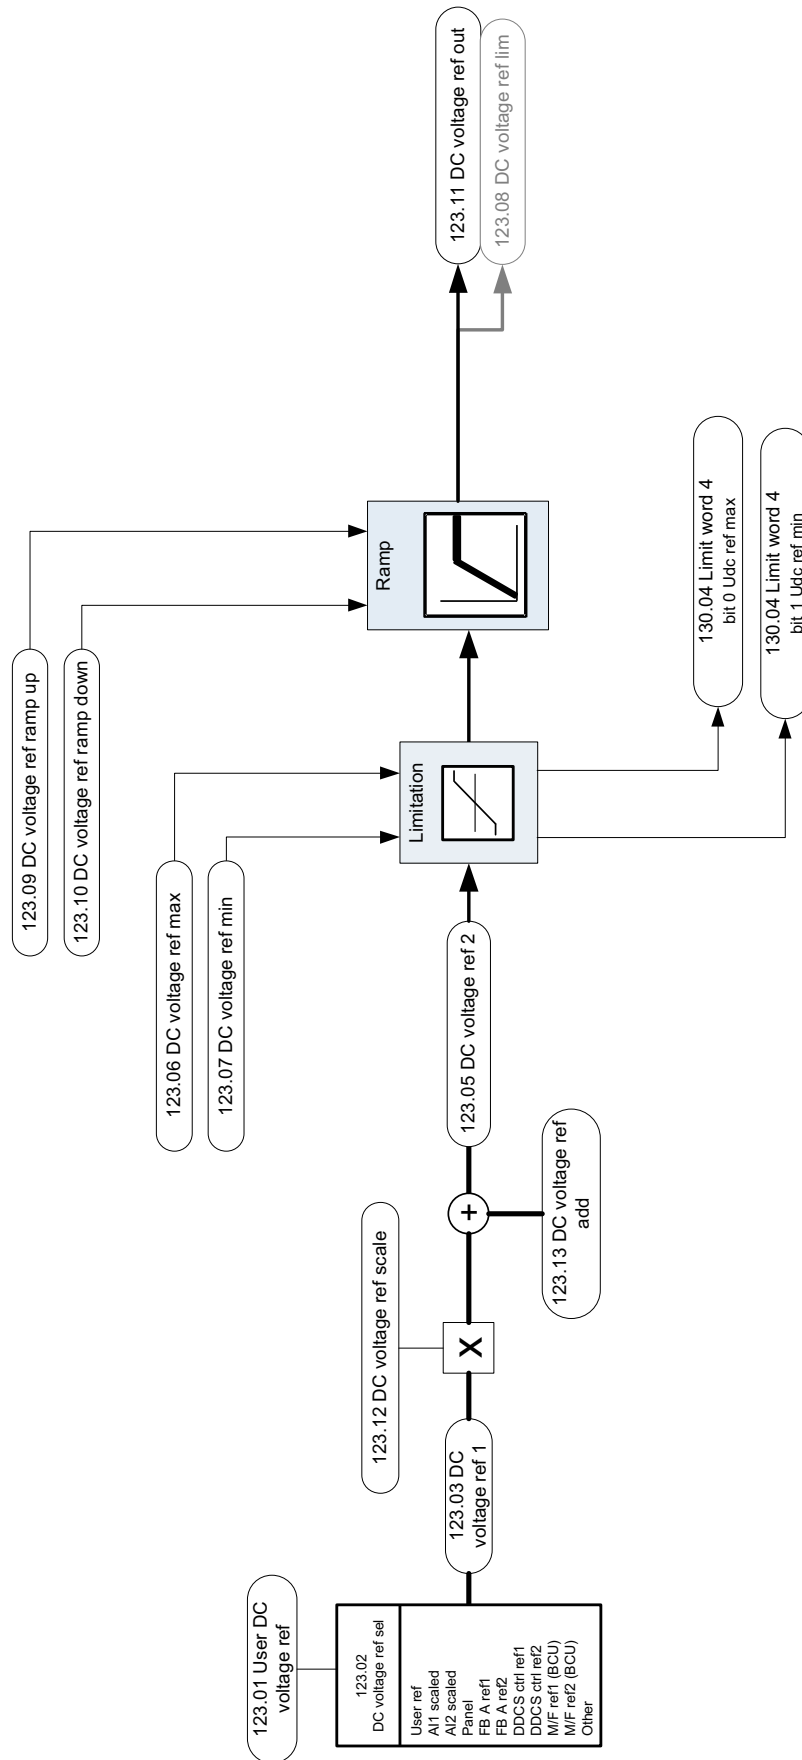 123.01 User DC
voltage ref
123.02
DC voltage ref sel
User ref
AI1 scaled
AI2 scaled
Panel
FB A ref1
FB A ref2
DDCS ctrl ref1
DDCS ctrl ref2
M/F ref1 (BCU)
M/F ref2 (BCU)
Other
123.03 DC
voltage ref 1
123.12 DC voltage ref scale
X
+
123.13 DC voltage ref
add
123.05 DC voltage ref 2
123.06 DC voltage ref max
123.07 DC voltage ref min
Limitation
123.09 DC voltage ref ramp up
123.10 DC voltage ref ramp down
Ramp
130.04 Limit word 4
bit 0 Udc ref max
130.04 Limit word 4
bit 1 Udc ref min
123.11 DC voltage ref out
123.08 DC voltage ref lim